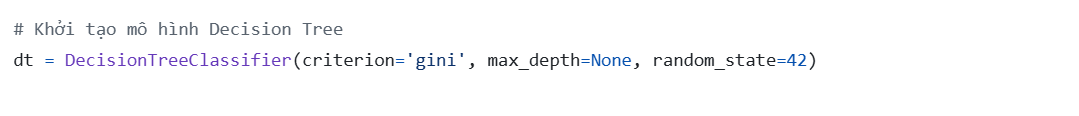 # Khởi tạo mô hình Decision Tree
dt = DecisionTreeClassifier(criterion='gini', max_depth=None, random_state=42)